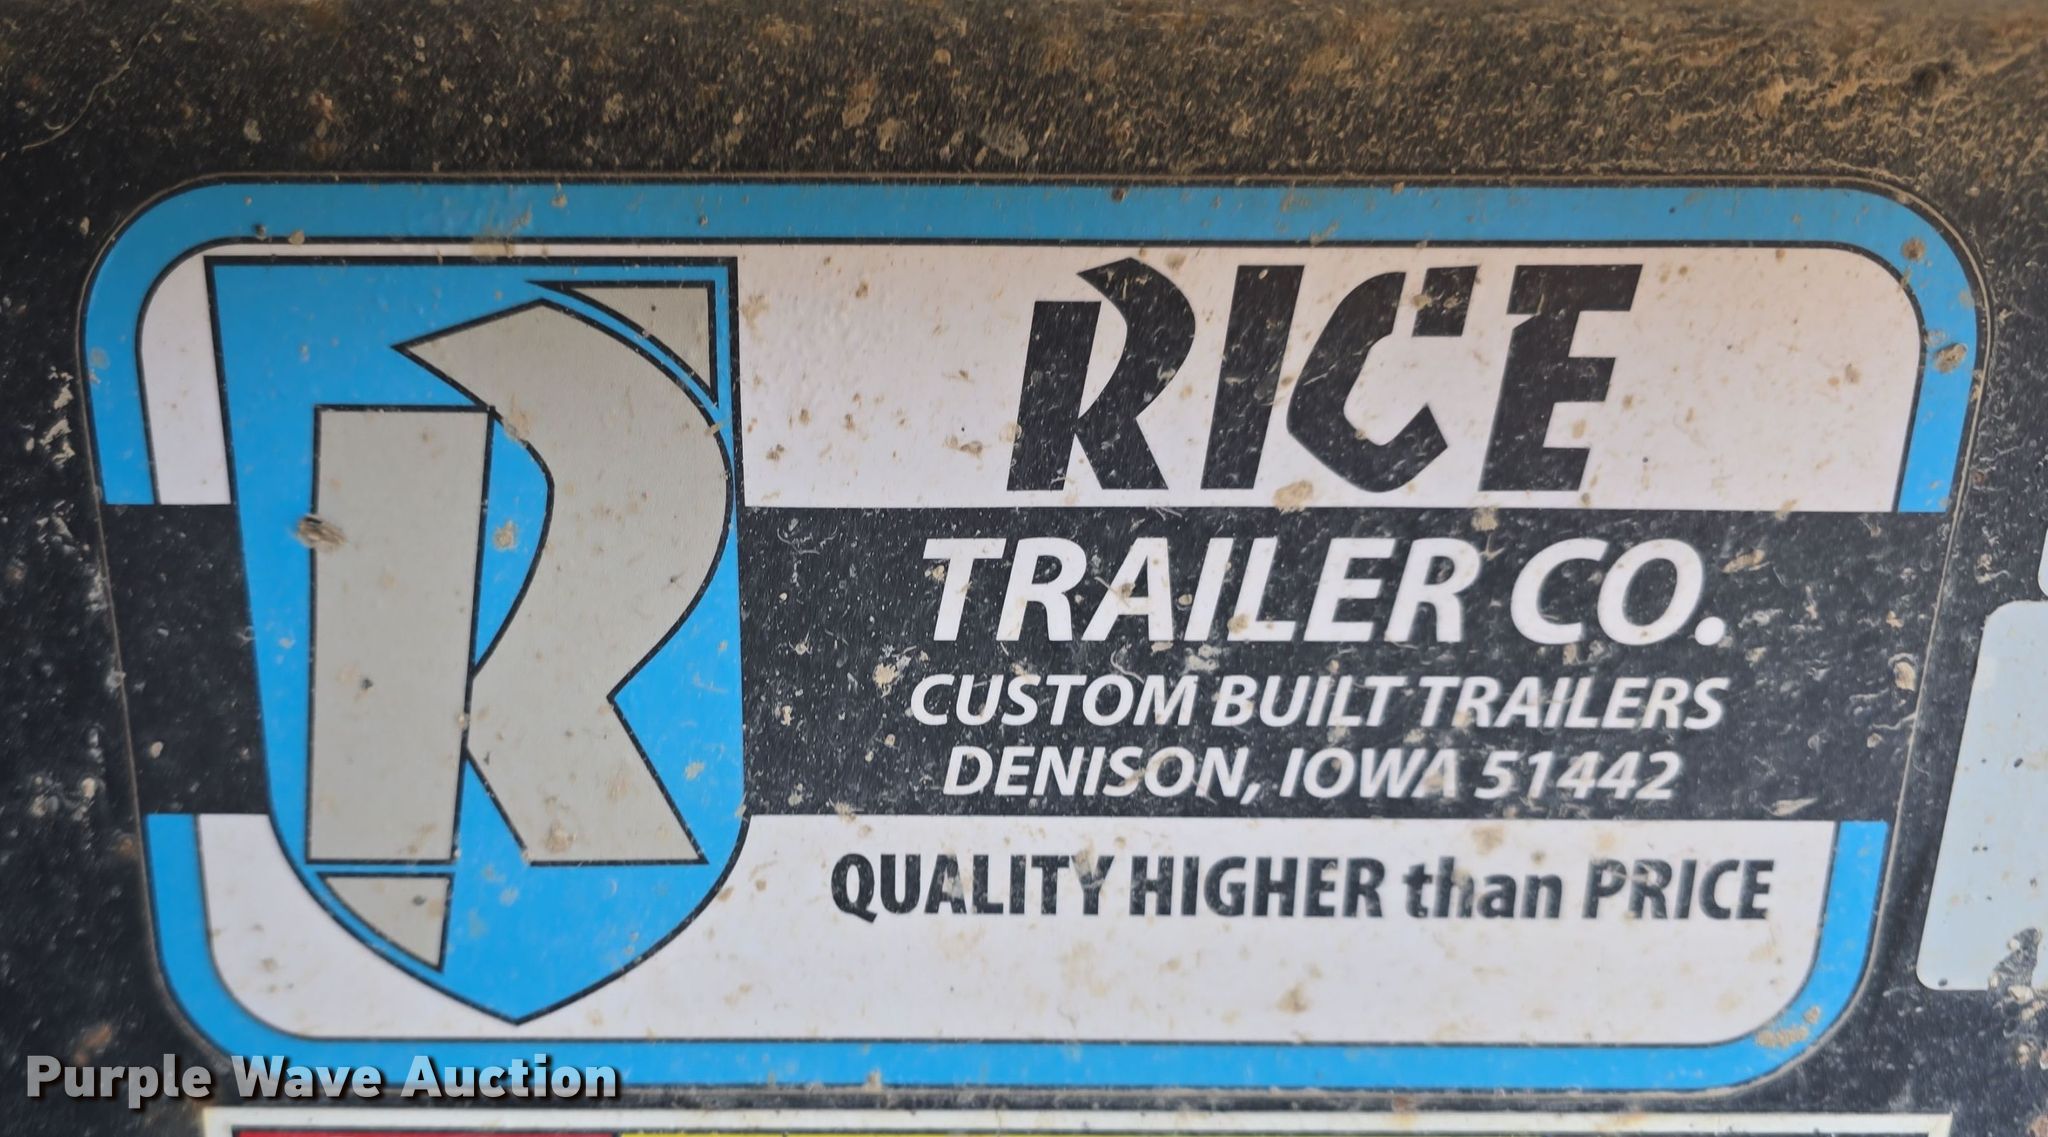 R
RICE
TRAILER CO.
CUSTOM BUILT TRAILERS
DENISON, IOWA 51442
QUALITY HIGHER than PRICE
Purple Wave Auction